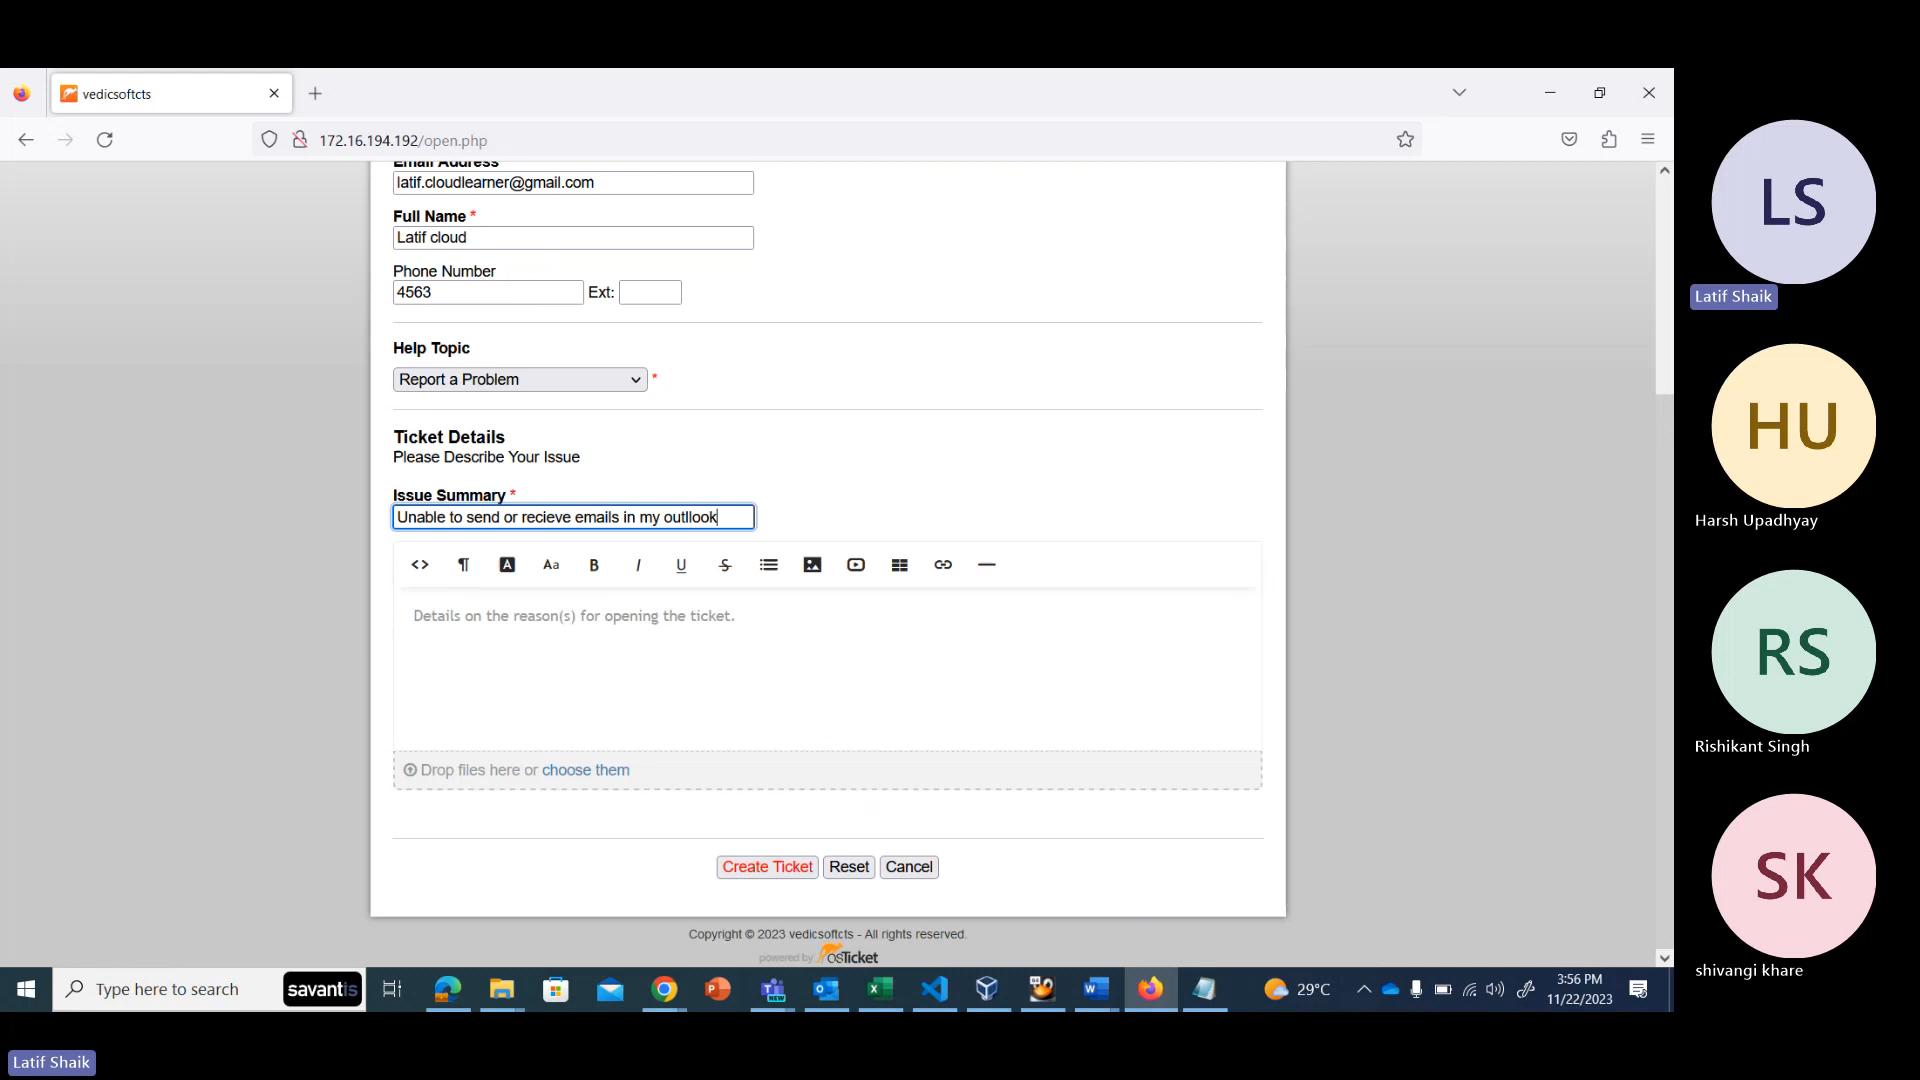 vedicsoftcts
172.16.194.192/open.php
Email Address
latif.cloudlearner@gmail.com
Full Name *
Latif cloud
Phone Number
4563 Ext:
Help Topic
Report a Problem *
Ticket Details
Please Describe Your Issue
Issue Summary *
Unable to send or recieve emails in my outllook
<> ¶ A Aa B I U S
Details on the reason(s) for opening the ticket.
Drop files here or choose them
Create Ticket Reset Cancel
Copyright © 2023 vedicsoftcts - All rights reserved.
powered by osTicket
Type here to search
savantis
29°C
3:56 PM
11/22/2023
LS
Latif Shaik
HU
Harsh Upadhyay
RS
Rishikant Singh
SK
shivangi khare
Latif Shaik